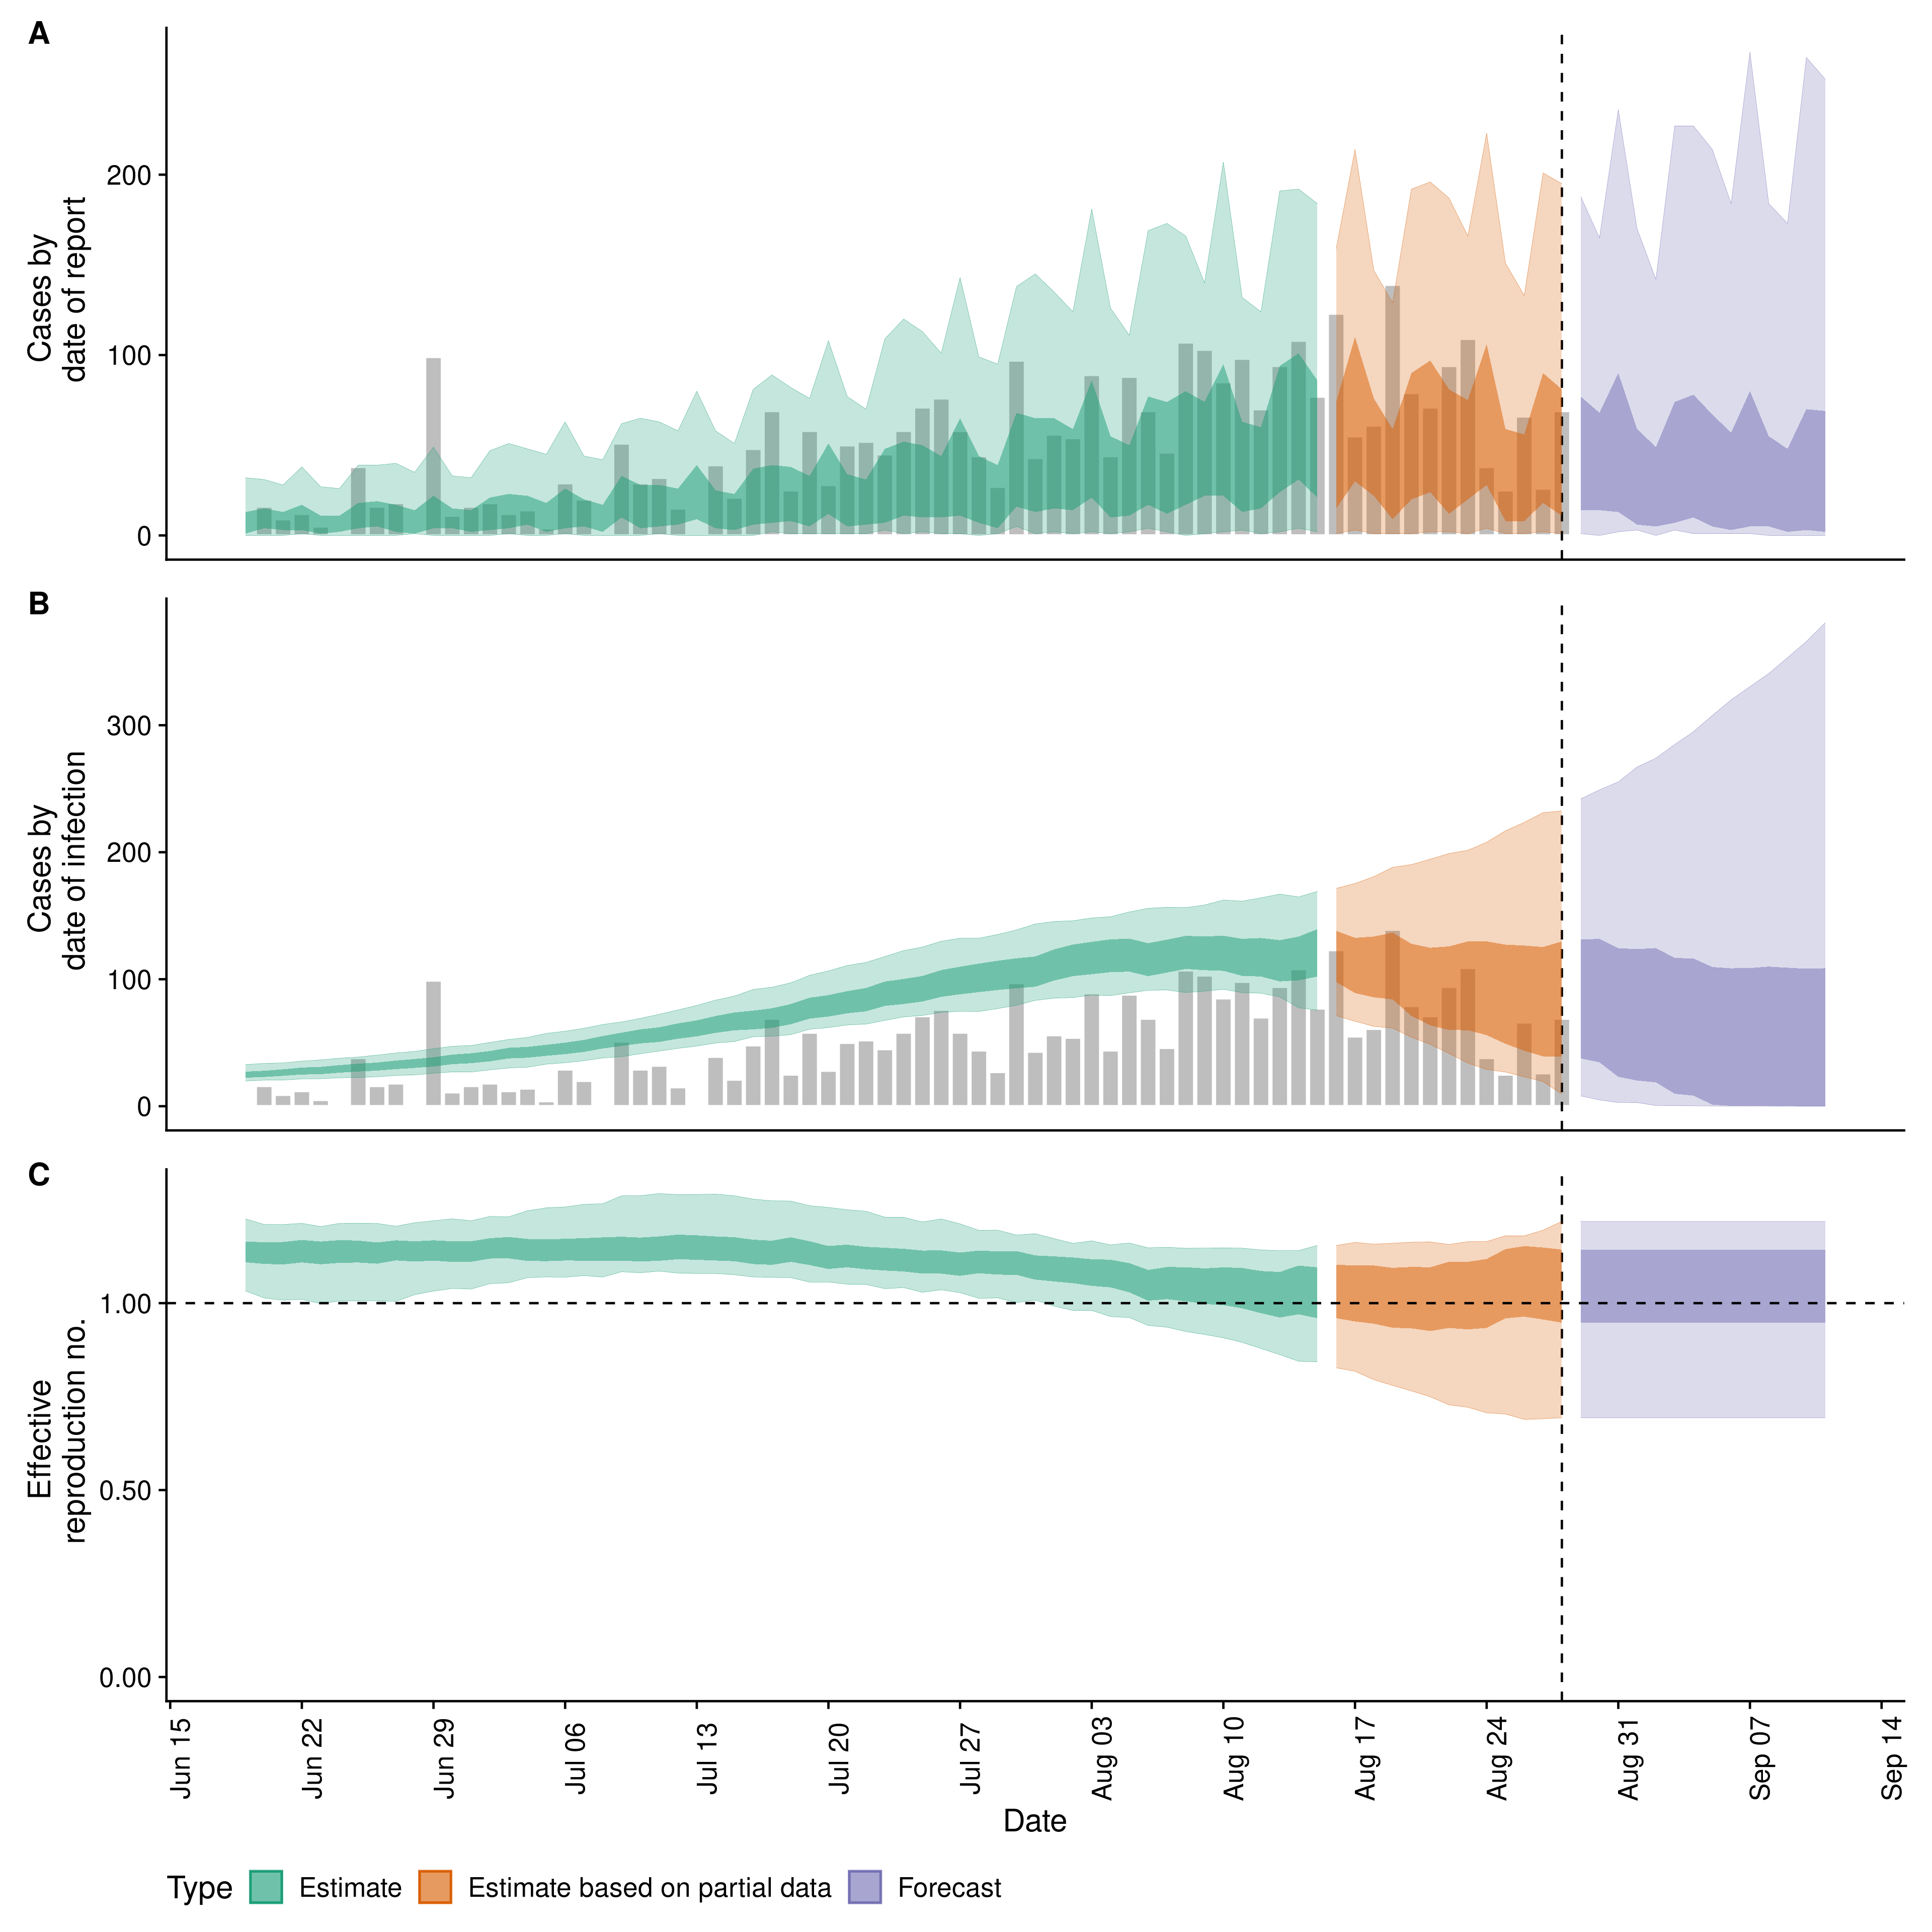 A
Cases by
date of report
200
100
0
B
Cases by
date of infection
300
200
100
0
C
Effective
reproduction no.
1.00
0.50
0.00
Jun 15
Jun 22
Jun 29
Jul 06
Jul 13
Jul 20
Jul 27
Aug 03
Aug 10
Aug 17
Aug 24
Aug 31
Sep 07
Sep 14
Date
Type Estimate Estimate based on partial data Forecast